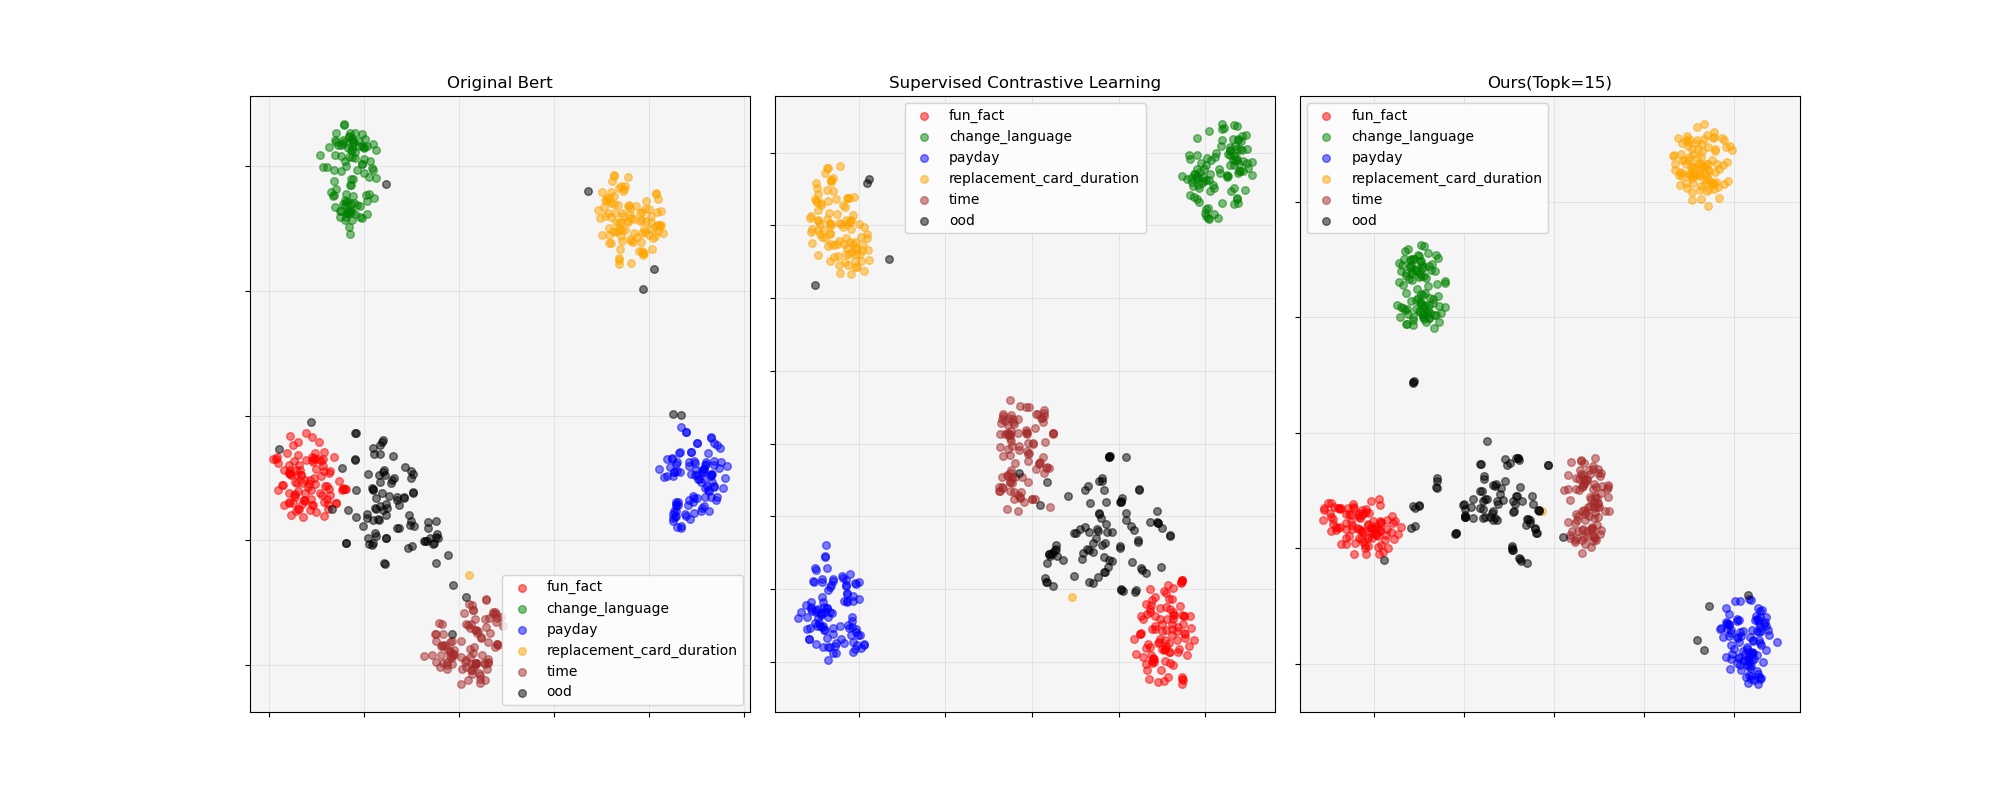 Original Bert
fun_fact
change_language
payday
replacement_card_duration
time
ood
Supervised Contrastive Learning
fun_fact
change_language
payday
replacement_card_duration
time
ood
Ours(Topk=15)
fun_fact
change_language
payday
replacement_card_duration
time
ood